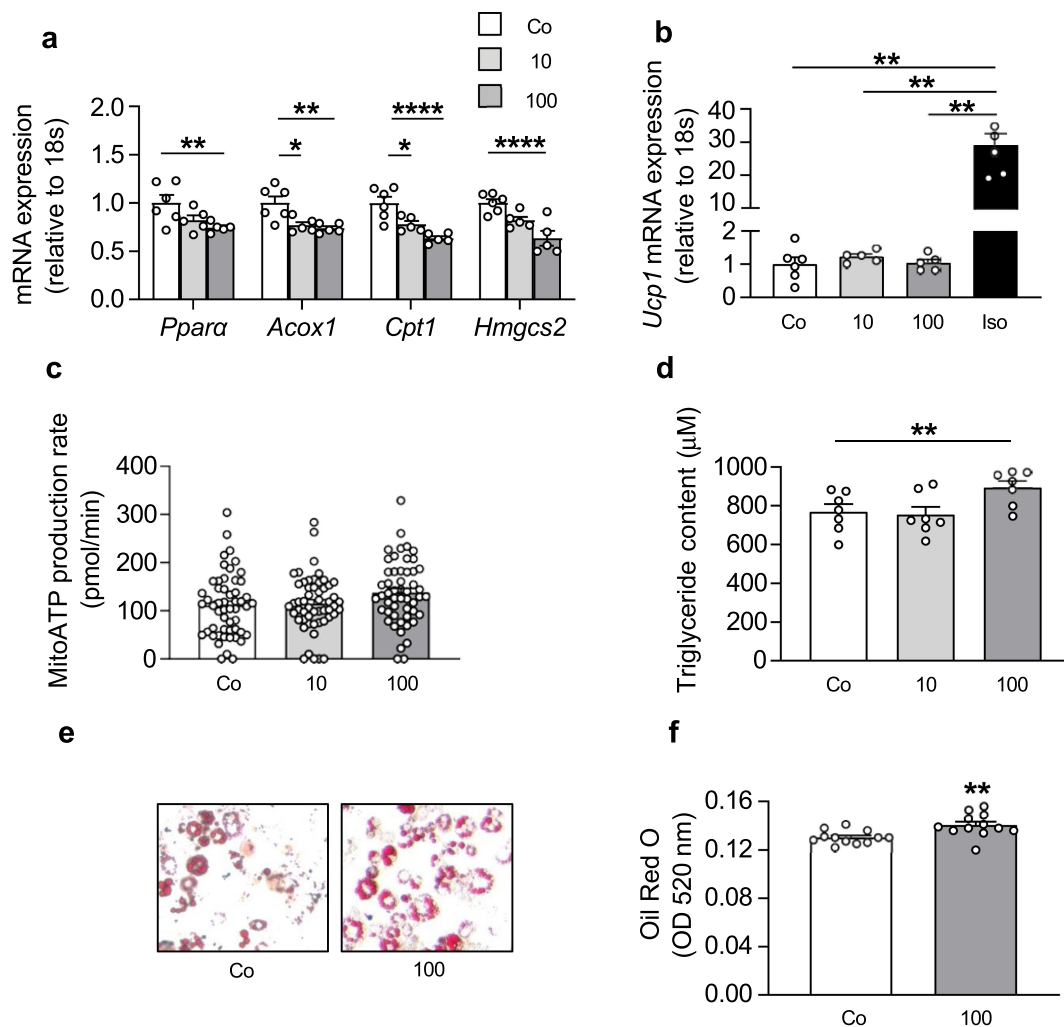 a
Co
10
100
mRNA expression
(relative to 18s)
2.0
1.5
1.0
0.5
0.0
**
**
*
****
*
****
Pparα
Acox1
Cpt1
Hmgcs2
b
**
**
**
Ucp1 mRNA expression
(relative to 18s)
40
30
20
10
2
1
0
Co
10
100
Iso
c
MitoATP production rate
(pmol/min)
400
300
200
100
0
Co
10
100
d
**
Triglyceride content (μM)
1000
800
600
400
200
0
Co
10
100
e
Co
100
f
**
Oil Red O
(OD 520 nm)
0.16
0.12
0.08
0.04
0.00
Co
100